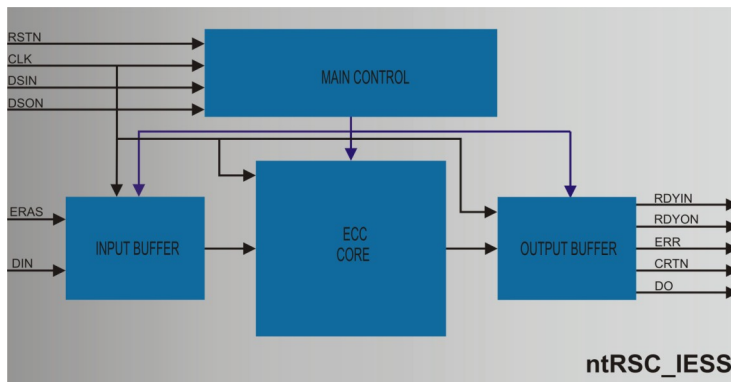 RSTN
CLK
DSIN
DSON
MAIN CONTROL
ERAS
DIN
INPUT BUFFER
ECC
CORE
OUTPUT BUFFER
RDYIN
RDYON
ERR
CRTN
DO
ntRSC_IESS